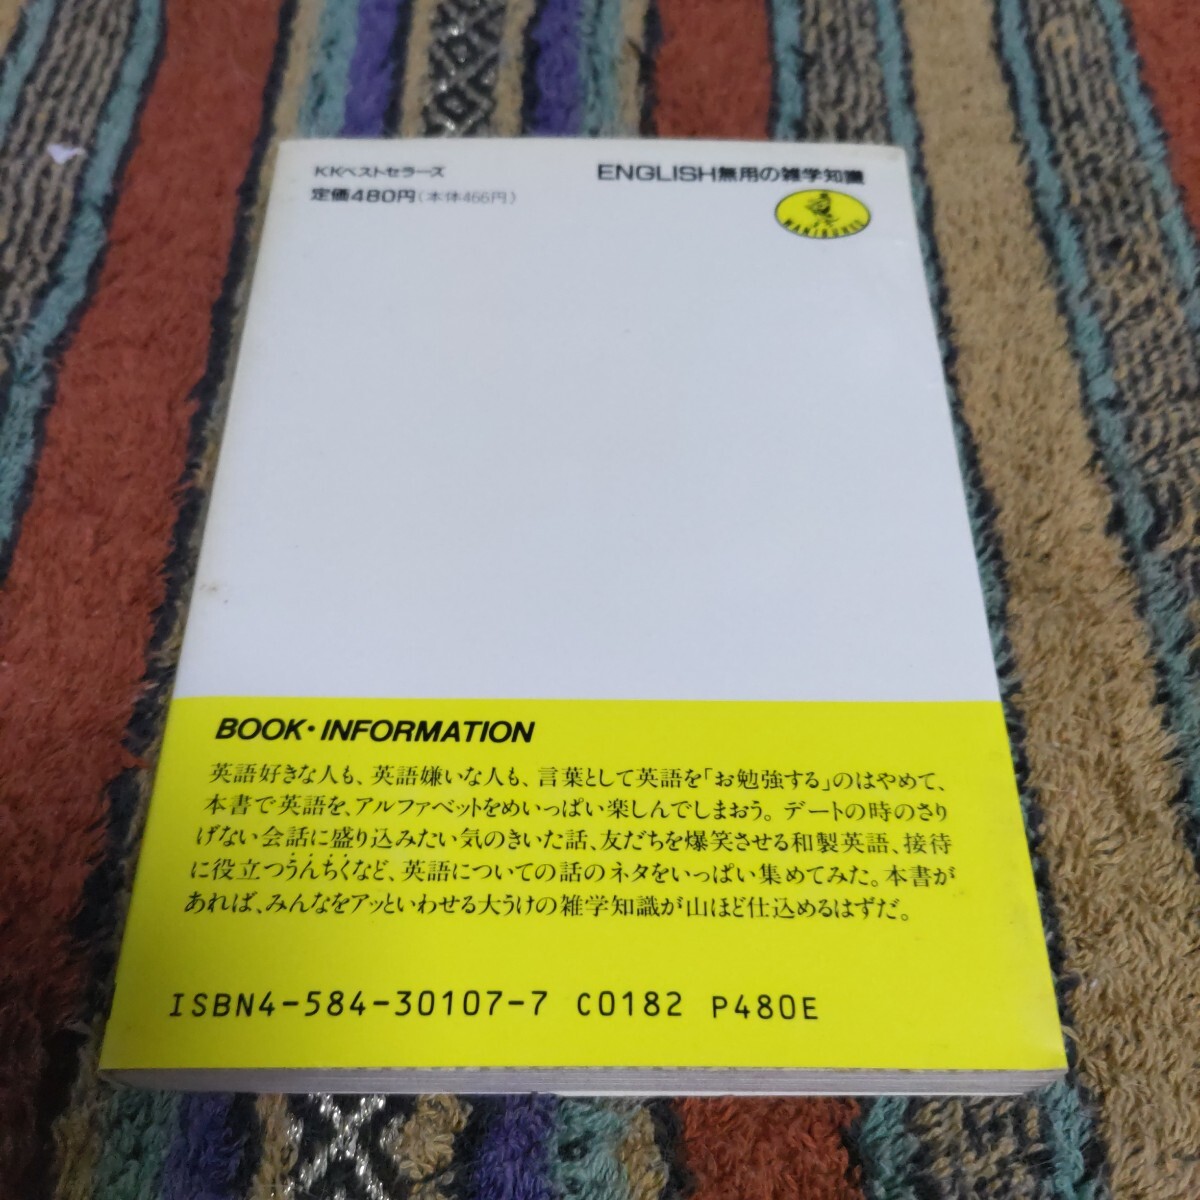 KKベストセラーズ
定価480円(本体466円)
ENGLISH無用の雑学知識
WANIBUNKO
BOOK・INFORMATION
英語好きな人も、英語嫌いな人も、言葉として英語を「お勉強する」のはやめて、
本書で英語を、アルファベットをめいっぱい楽しんでしまおう。デートの時のさり
げない会話に盛り込みたい気のきいた話、友だちを爆笑させる和製英語、接待
に役立つうんちくなど、英語についての話のネタをいっぱい集めてみた。本書が
あれば、みんなをアッといわせる大うけの雑学知識が山ほど仕込めるはずだ。
ISBN4-584-30107-7 C0182 P480E